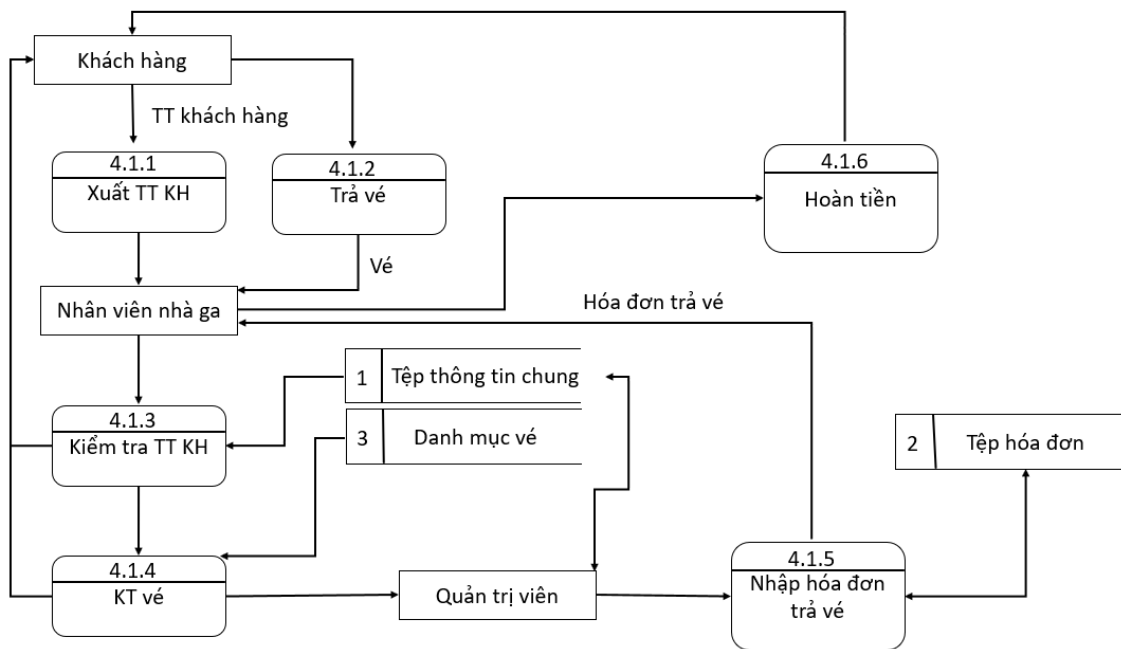 Khách hàng
TT khách hàng
4.1.1
Xuất TT KH
4.1.2
Trả vé
4.1.6
Hoàn tiền
Vé
Nhân viên nhà ga
Hóa đơn trả vé
1 Tệp thông tin chung
4.1.3
Kiểm tra TT KH
3 Danh mục vé
2 Tệp hóa đơn
4.1.4
KT vé
Quản trị viên
4.1.5
Nhập hóa đơn
trả vé